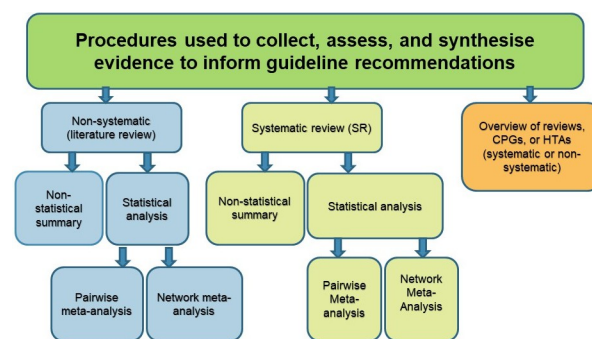 Procedures used to collect, assess, and synthesise
evidence to inform guideline recommendations
Non-systematic
(literature review)
Systematic review (SR)
Overview of reviews,
CPGs, or HTAs
(systematic or non-
systematic)
Non-
statistical
summary
Statistical
analysis
Non-statistical
summary
Statistical analysis
Pairwise
meta-analysis
Network meta-
analysis
Pairwise
Meta-
analysis
Network
Meta-
Analysis